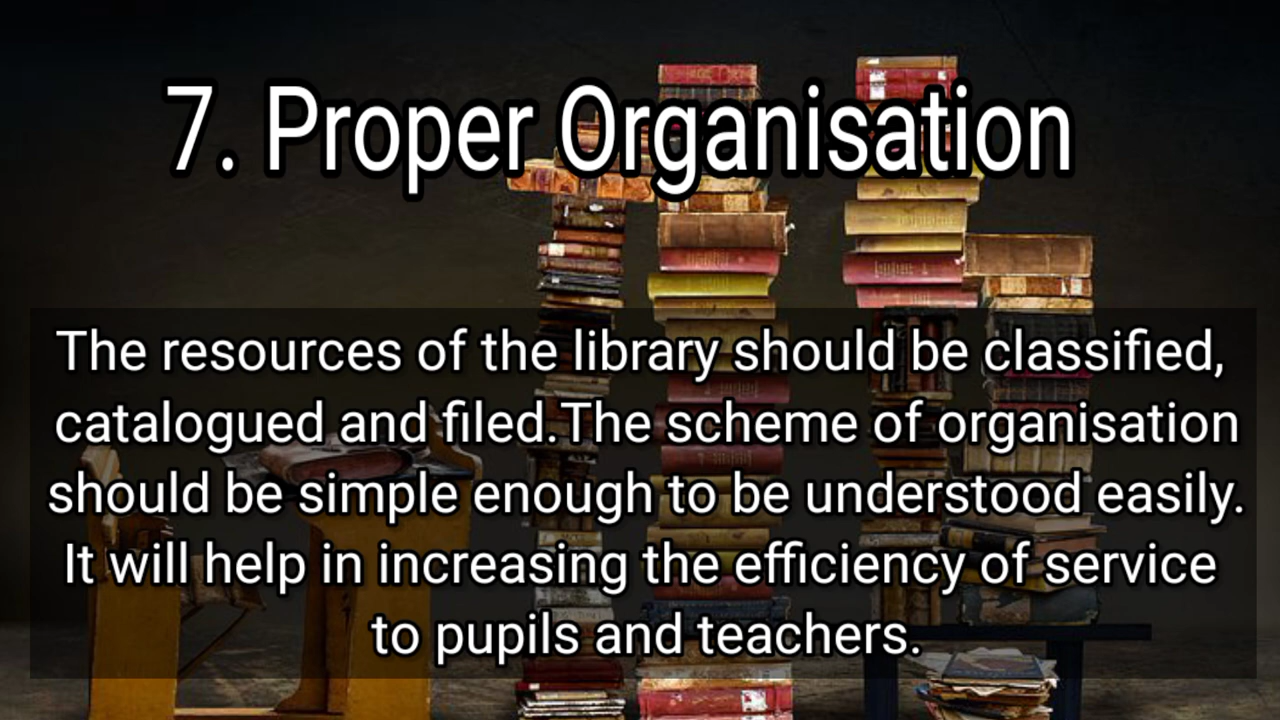 7. Proper Organisation
The resources of the library should be classified,
catalogued and filed.The scheme of organisation
should be simple enough to be understood easily.
It will help in increasing the efficiency of service
to pupils and teachers.